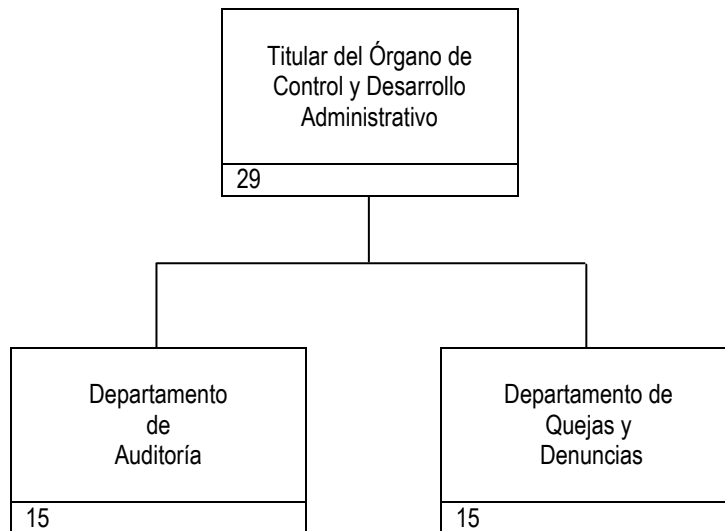 Titular del Órgano de
Control y Desarrollo
Administrativo
29
Departamento
de
Auditoría
15
Departamento de
Quejas y
Denuncias
15